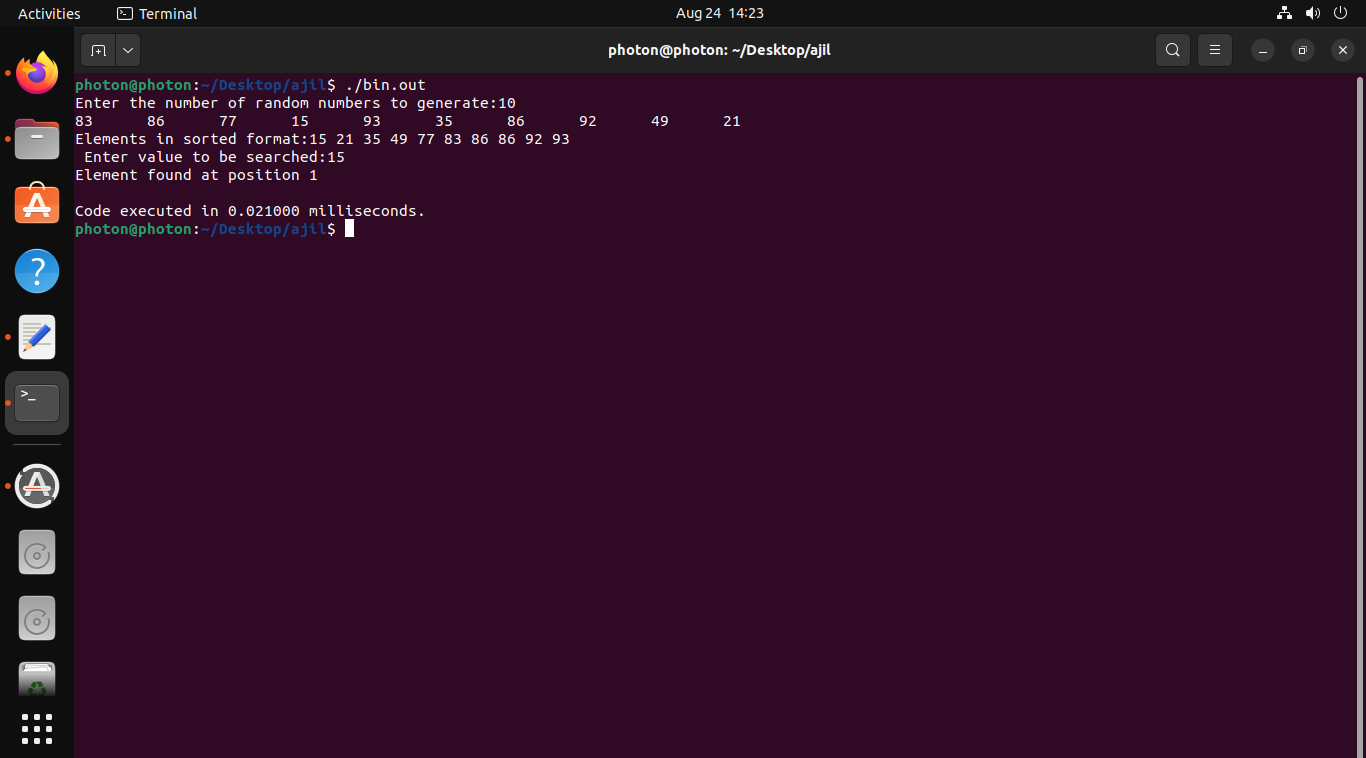 Activities Terminal Aug 24 14:23
photon@photon: ~/Desktop/ajil
photon@photon:~/Desktop/ajil$ ./bin.out
Enter the number of random numbers to generate:10
83 86 77 15 93 35 86 92 49 21
Elements in sorted format:15 21 35 49 77 83 86 86 92 93
Enter value to be searched:15
Element found at position 1
Code executed in 0.021000 milliseconds.
photon@photon:~/Desktop/ajil$